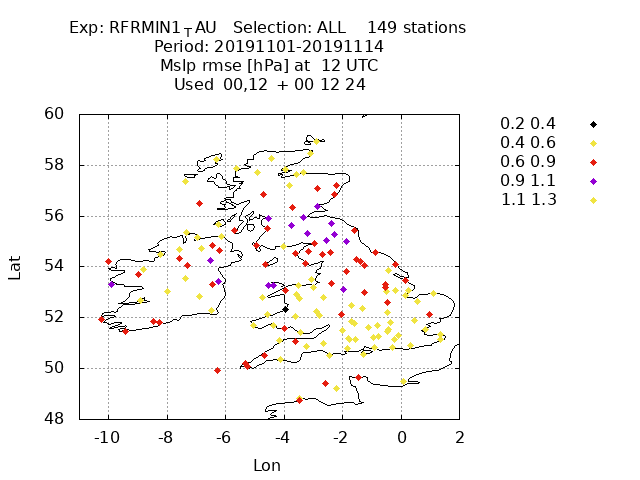 Exp: RFRMIN1_TAU Selection: ALL 149 stations
Period: 20191101-20191114
Mslp rmse [hPa] at 12 UTC
Used 00,12 + 00 12 24
0.2 0.4
0.4 0.6
0.6 0.9
0.9 1.1
1.1 1.3
60
58
56
54
52
50
48
Lat
-10 -8 -6 -4 -2 0 2
Lon